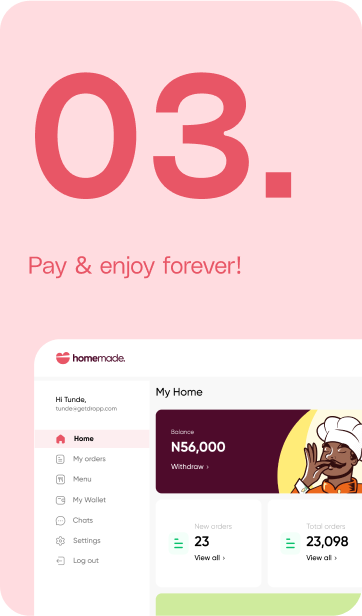 03.
Pay & enjoy forever!
homemade.
Hi Tunde,
tunde@getdropp.com
Home
My orders
Menu
My Wallet
Chats
Settings
Log out
My Home
Balance
N56,000
Withdraw ›
New orders
23
View all ›
Total orders
23,098
View all ›